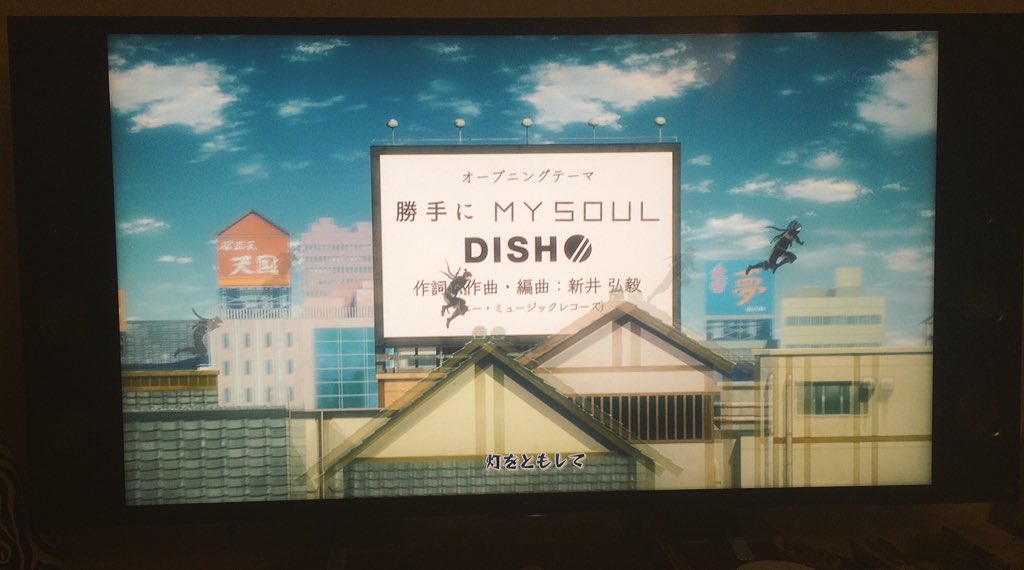 オープニングテーマ
勝手に MY SOUL
DISH//
作詞・作曲・編曲：新井 弘毅
ー・ミュージックレコーズ)
天国
夢
灯をともして